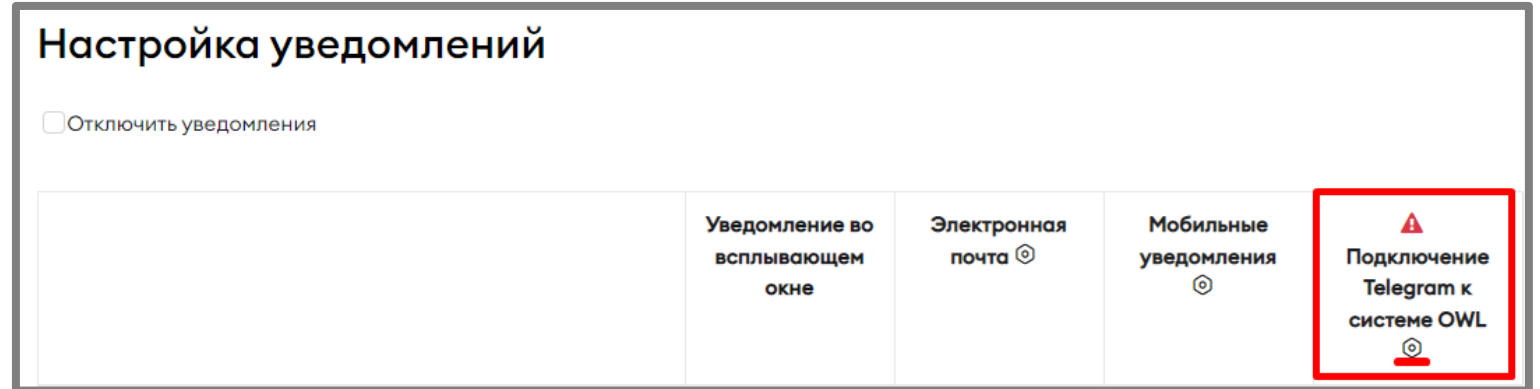 Настройка уведомлений
Отключить уведомления
Уведомление во
всплывающем
окне
Электронная
почта
Мобильные
уведомления
Подключение
Telegram к
системе OWL